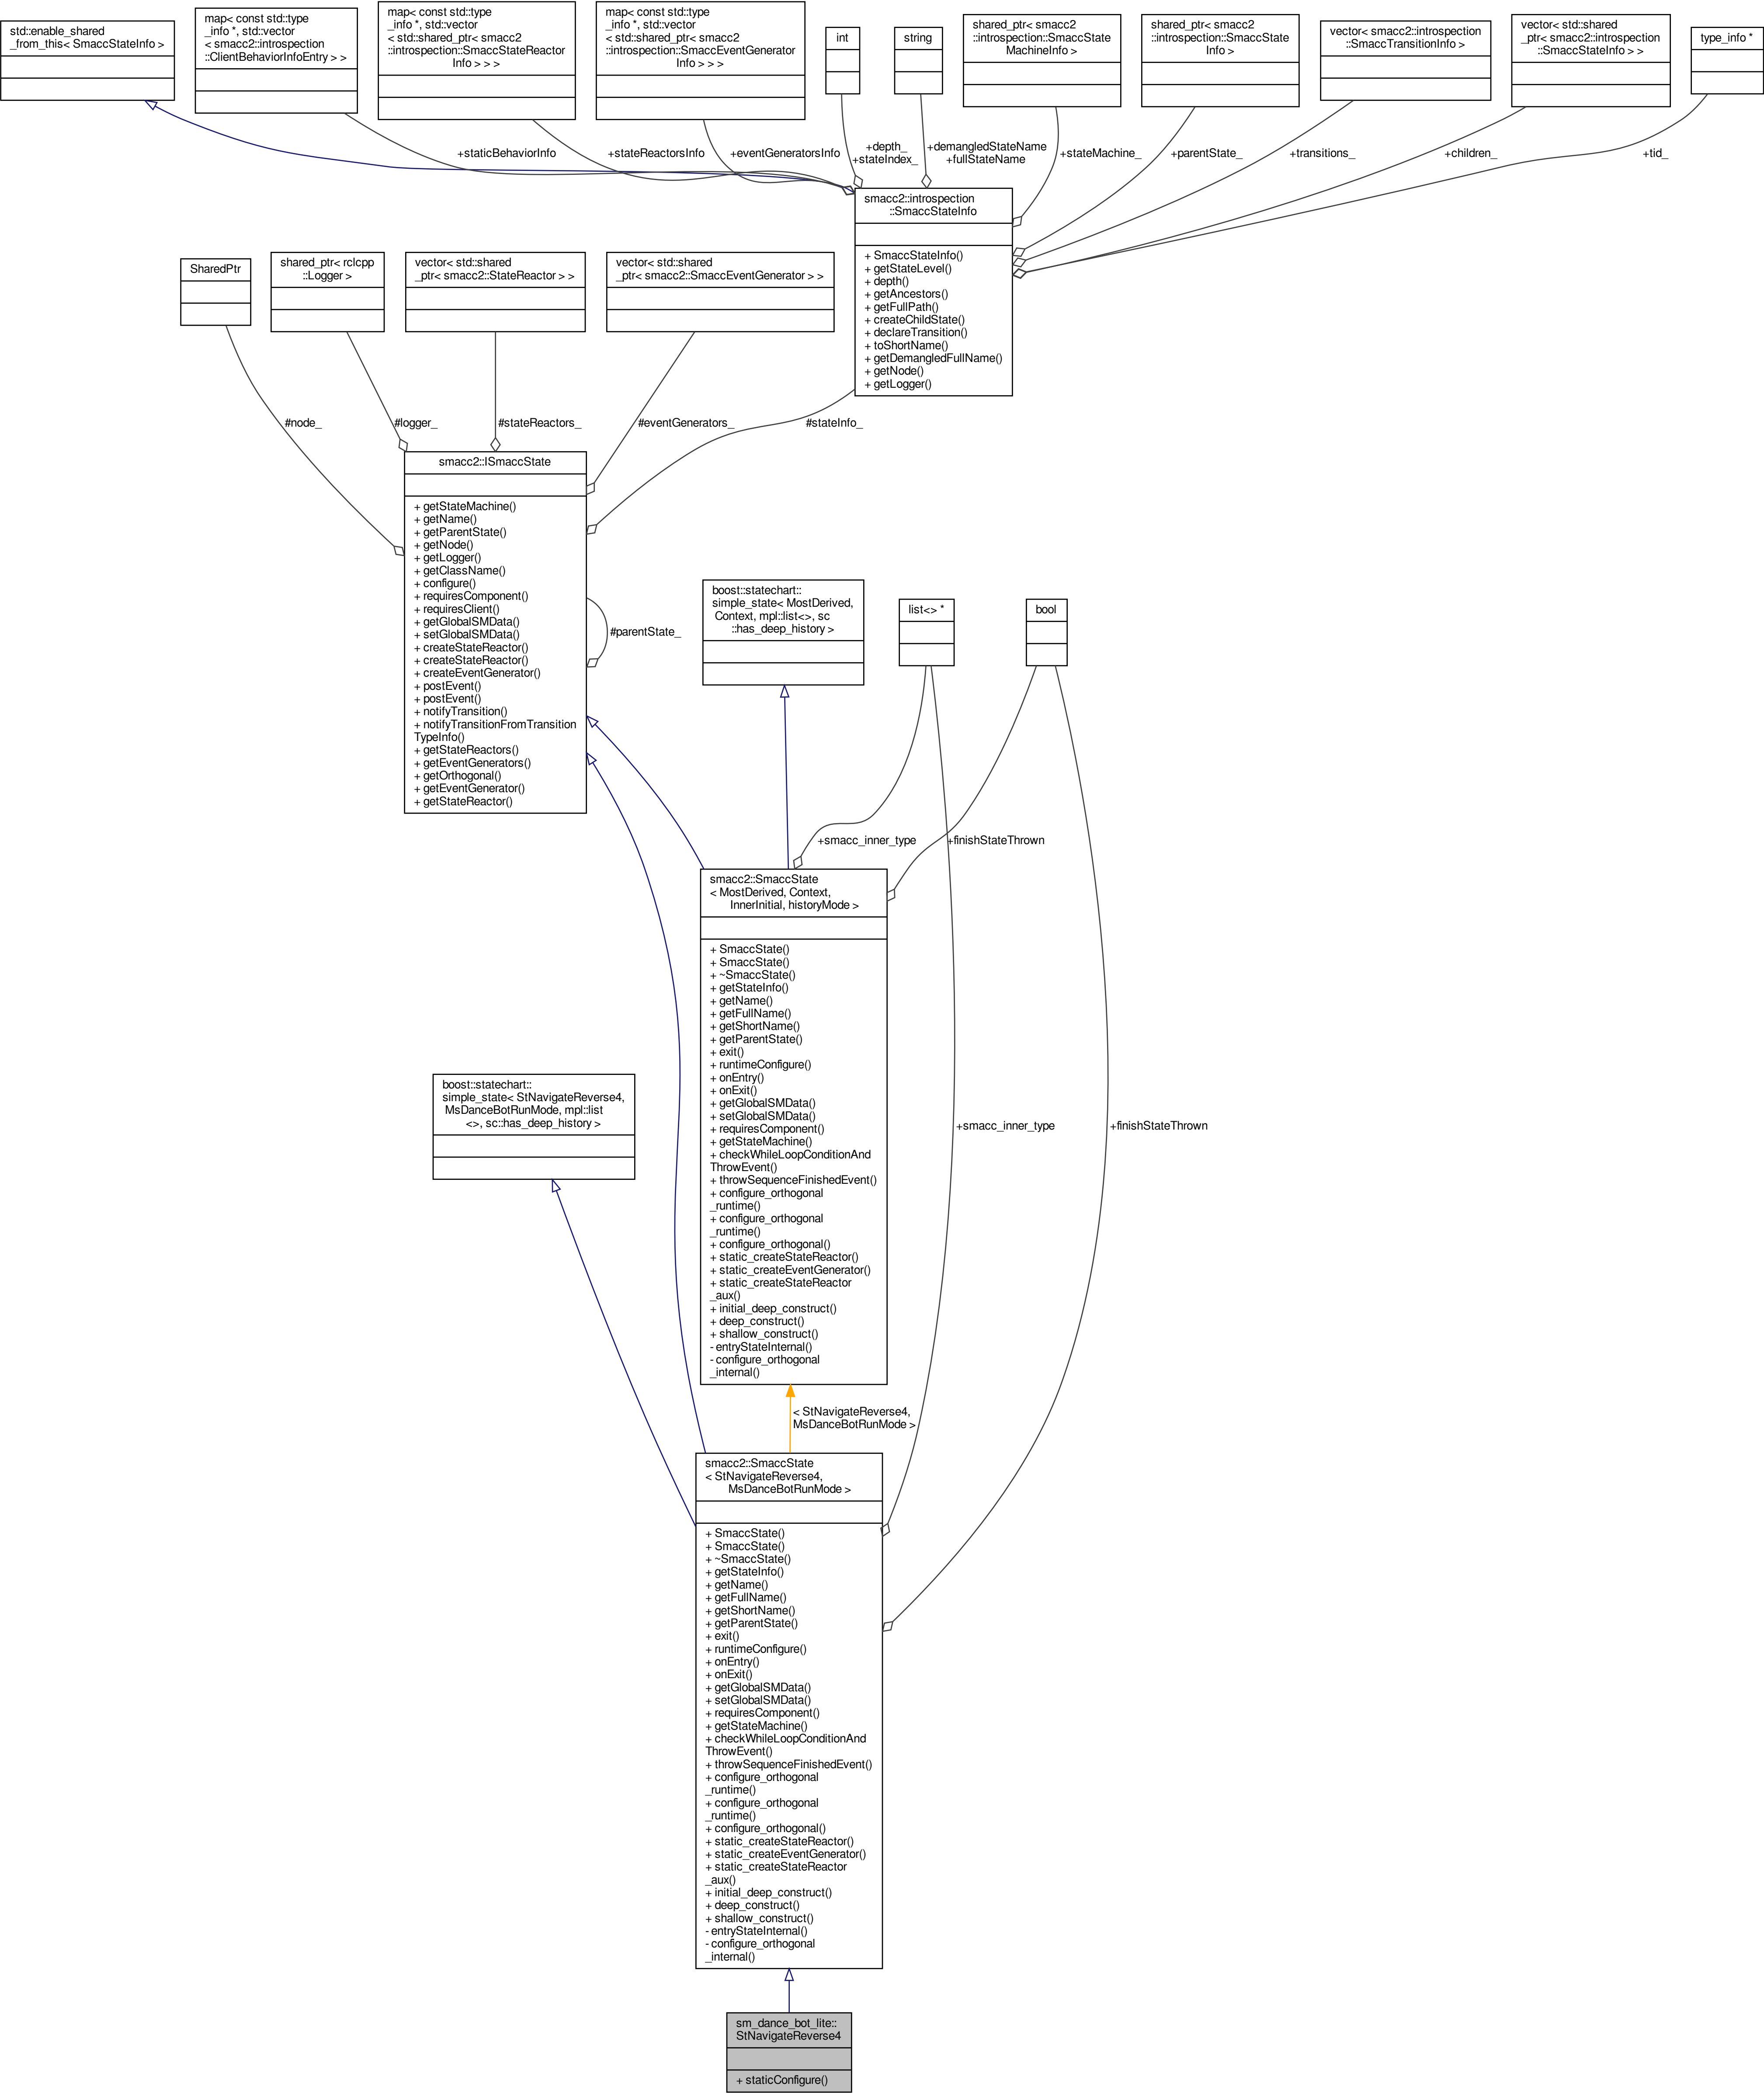 std::enable_shared
_from_this< SmaccStateInfo >
map< const std::type
_info *, std::vector
< smacc2::introspection
::ClientBehaviorInfoEntry > >
map< const std::type
_info *, std::vector
< std::shared_ptr< smacc2
::introspection::SmaccStateReactor
Info > > >
map< const std::type
_info *, std::vector
< std::shared_ptr< smacc2
::introspection::SmaccEventGenerator
Info > > >
int
string
shared_ptr< smacc2
::introspection::SmaccState
MachineInfo >
shared_ptr< smacc2
::introspection::SmaccState
Info >
vector< smacc2::introspection
::SmaccTransitionInfo >
vector< std::shared
_ptr< smacc2::introspection
::SmaccStateInfo > >
type_info *
+staticBehaviorInfo
+stateReactorsInfo
+eventGeneratorsInfo
+depth_
+stateIndex_
+demangledStateName
+fullStateName
+stateMachine_
+parentState_
+transitions_
+children_
+tid_
smacc2::introspection
::SmaccStateInfo
+ SmaccStateInfo()
+ getStateLevel()
+ depth()
+ getAncestors()
+ getFullPath()
+ createChildState()
+ declareTransition()
+ toShortName()
+ getDemangledFullName()
+ getNode()
+ getLogger()
SharedPtr
shared_ptr< rclcpp
::Logger >
vector< std::shared
_ptr< smacc2::StateReactor > >
vector< std::shared
_ptr< smacc2::SmaccEventGenerator > >
#node_
#logger_
#stateReactors_
#eventGenerators_
#stateInfo_
smacc2::ISmaccState
+ getStateMachine()
+ getName()
+ getParentState()
+ getNode()
+ getLogger()
+ getClassName()
+ configure()
+ requiresComponent()
+ requiresClient()
+ getGlobalSMData()
+ setGlobalSMData()
+ createStateReactor()
+ createStateReactor()
+ createEventGenerator()
+ postEvent()
+ postEvent()
+ notifyTransition()
+ notifyTransitionFromTransition
TypeInfo()
+ getStateReactors()
+ getEventGenerators()
+ getOrthogonal()
+ getEventGenerator()
+ getStateReactor()
#parentState_
boost::statechart::
simple_state< MostDerived,
Context, mpl::list<>, sc
::has_deep_history >
list<> *
bool
+smacc_inner_type
+finishStateThrown
smacc2::SmaccState
< MostDerived, Context,
InnerInitial, historyMode >
+ SmaccState()
+ SmaccState()
+ ~SmaccState()
+ getStateInfo()
+ getName()
+ getFullName()
+ getShortName()
+ getParentState()
+ exit()
+ runtimeConfigure()
+ onEntry()
+ onExit()
+ getGlobalSMData()
+ setGlobalSMData()
+ requiresComponent()
+ getStateMachine()
+ checkWhileLoopConditionAnd
ThrowEvent()
+ throwSequenceFinishedEvent()
+ configure_orthogonal
_runtime()
+ configure_orthogonal
_runtime()
+ configure_orthogonal()
+ static_createStateReactor()
+ static_createEventGenerator()
+ static_createStateReactor
_aux()
+ initial_deep_construct()
+ deep_construct()
+ shallow_construct()
- entryStateInternal()
- configure_orthogonal
_internal()
boost::statechart::
simple_state< StNavigateReverse4,
MsDanceBotRunMode, mpl::list
<>, sc::has_deep_history >
+smacc_inner_type
+finishStateThrown
< StNavigateReverse4,
MsDanceBotRunMode >
smacc2::SmaccState
< StNavigateReverse4,
MsDanceBotRunMode >
+ SmaccState()
+ SmaccState()
+ ~SmaccState()
+ getStateInfo()
+ getName()
+ getFullName()
+ getShortName()
+ getParentState()
+ exit()
+ runtimeConfigure()
+ onEntry()
+ onExit()
+ getGlobalSMData()
+ setGlobalSMData()
+ requiresComponent()
+ getStateMachine()
+ checkWhileLoopConditionAnd
ThrowEvent()
+ throwSequenceFinishedEvent()
+ configure_orthogonal
_runtime()
+ configure_orthogonal
_runtime()
+ configure_orthogonal()
+ static_createStateReactor()
+ static_createEventGenerator()
+ static_createStateReactor
_aux()
+ initial_deep_construct()
+ deep_construct()
+ shallow_construct()
- entryStateInternal()
- configure_orthogonal
_internal()
sm_dance_bot_lite::
StNavigateReverse4
+ staticConfigure()